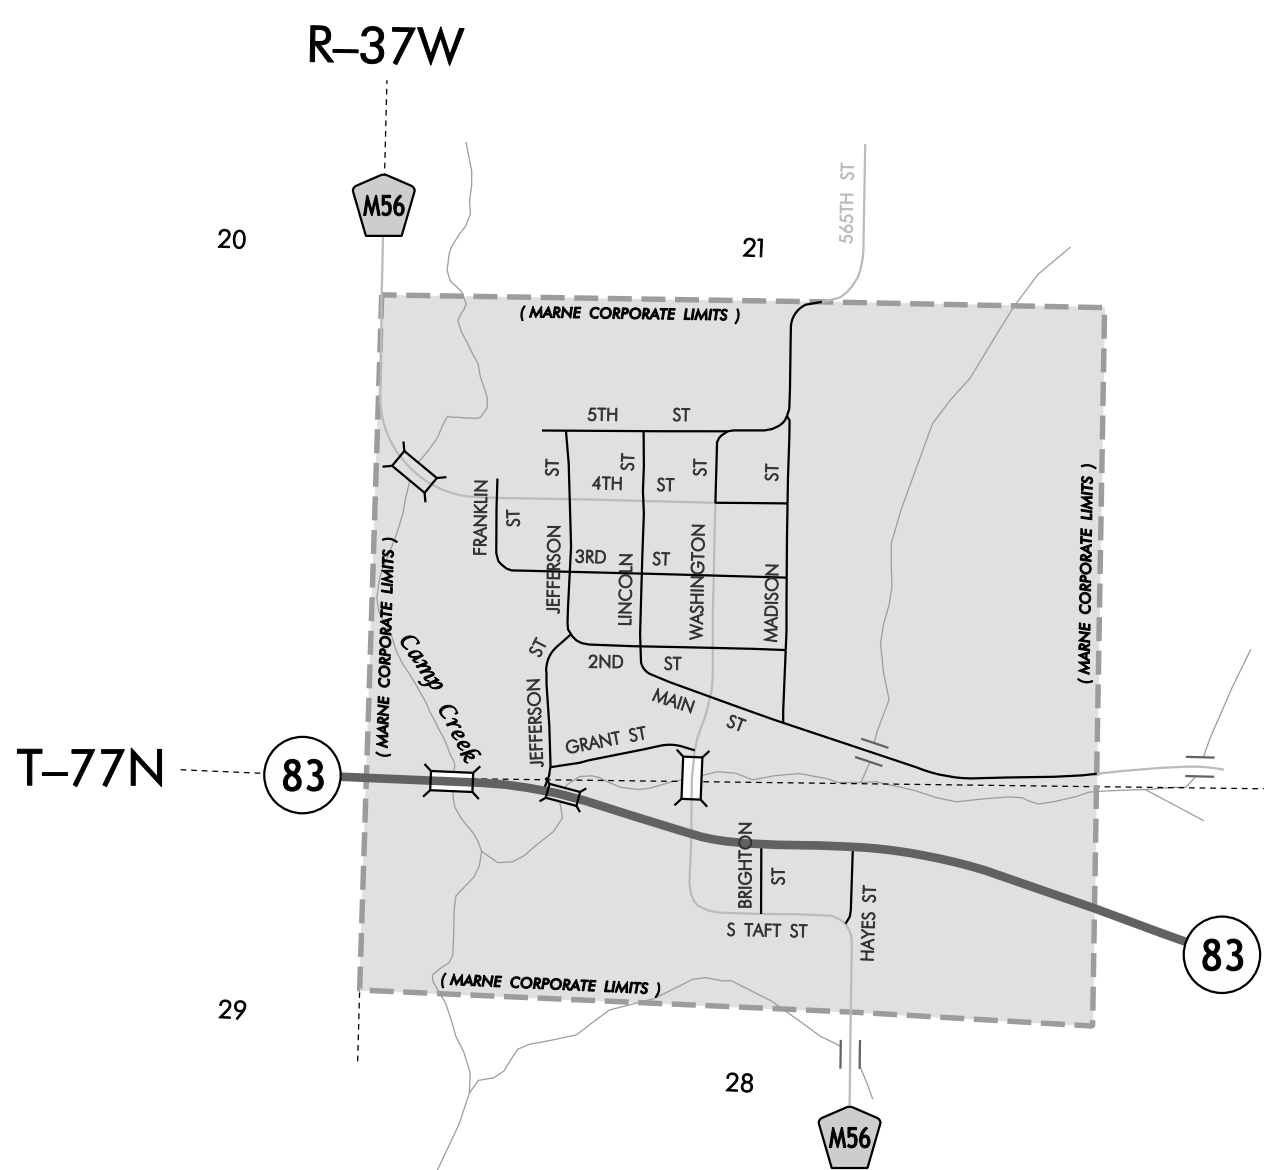 R–37W
M56
565TH ST
20
21
( MARNE CORPORATE LIMITS )
5TH ST
ST
ST
ST
ST
4TH ST
FRANKLIN ST
JEFFERSON
LINCOLN
WASHINGTON
MADISON
3RD ST
( MARNE CORPORATE LIMITS )
( MARNE CORPORATE LIMITS )
Camp Creek
ST
2ND ST
JEFFERSON
MAIN ST
GRANT ST
T–77N
83
BRIGHTON ST
HAYES ST
S TAFT ST
83
( MARNE CORPORATE LIMITS )
29
28
M56